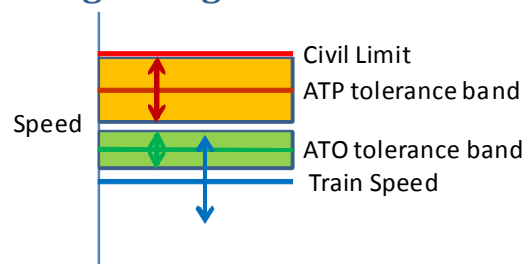 Civil Limit
ATP tolerance band
Speed
ATO tolerance band
Train Speed